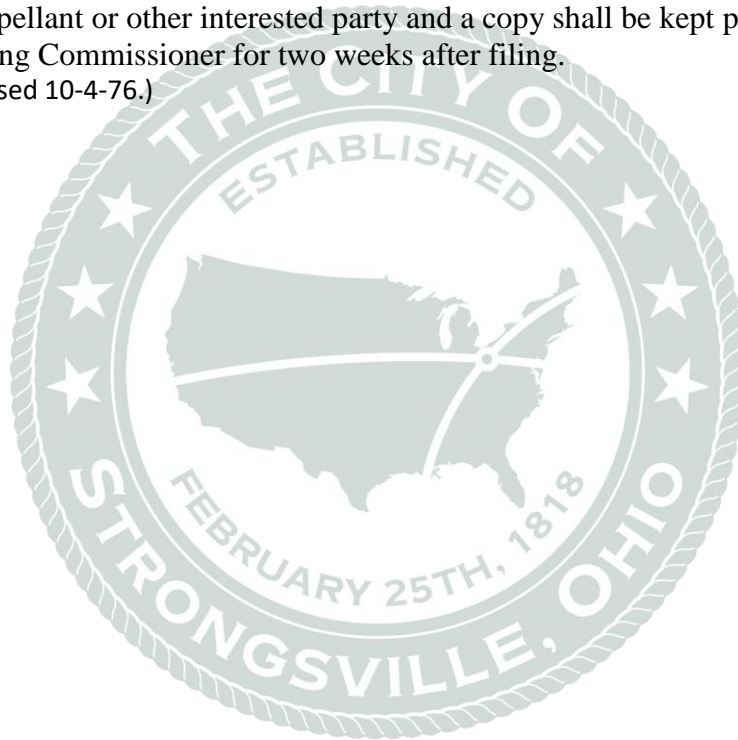 pellant or other interested party and a copy shall be kept p
ng Commissioner for two weeks after filing.
sed 10-4-76.)
THE CITY OF
ESTABLISHED
FEBRUARY 25TH, 1818
STRONGSVILLE, OHIO